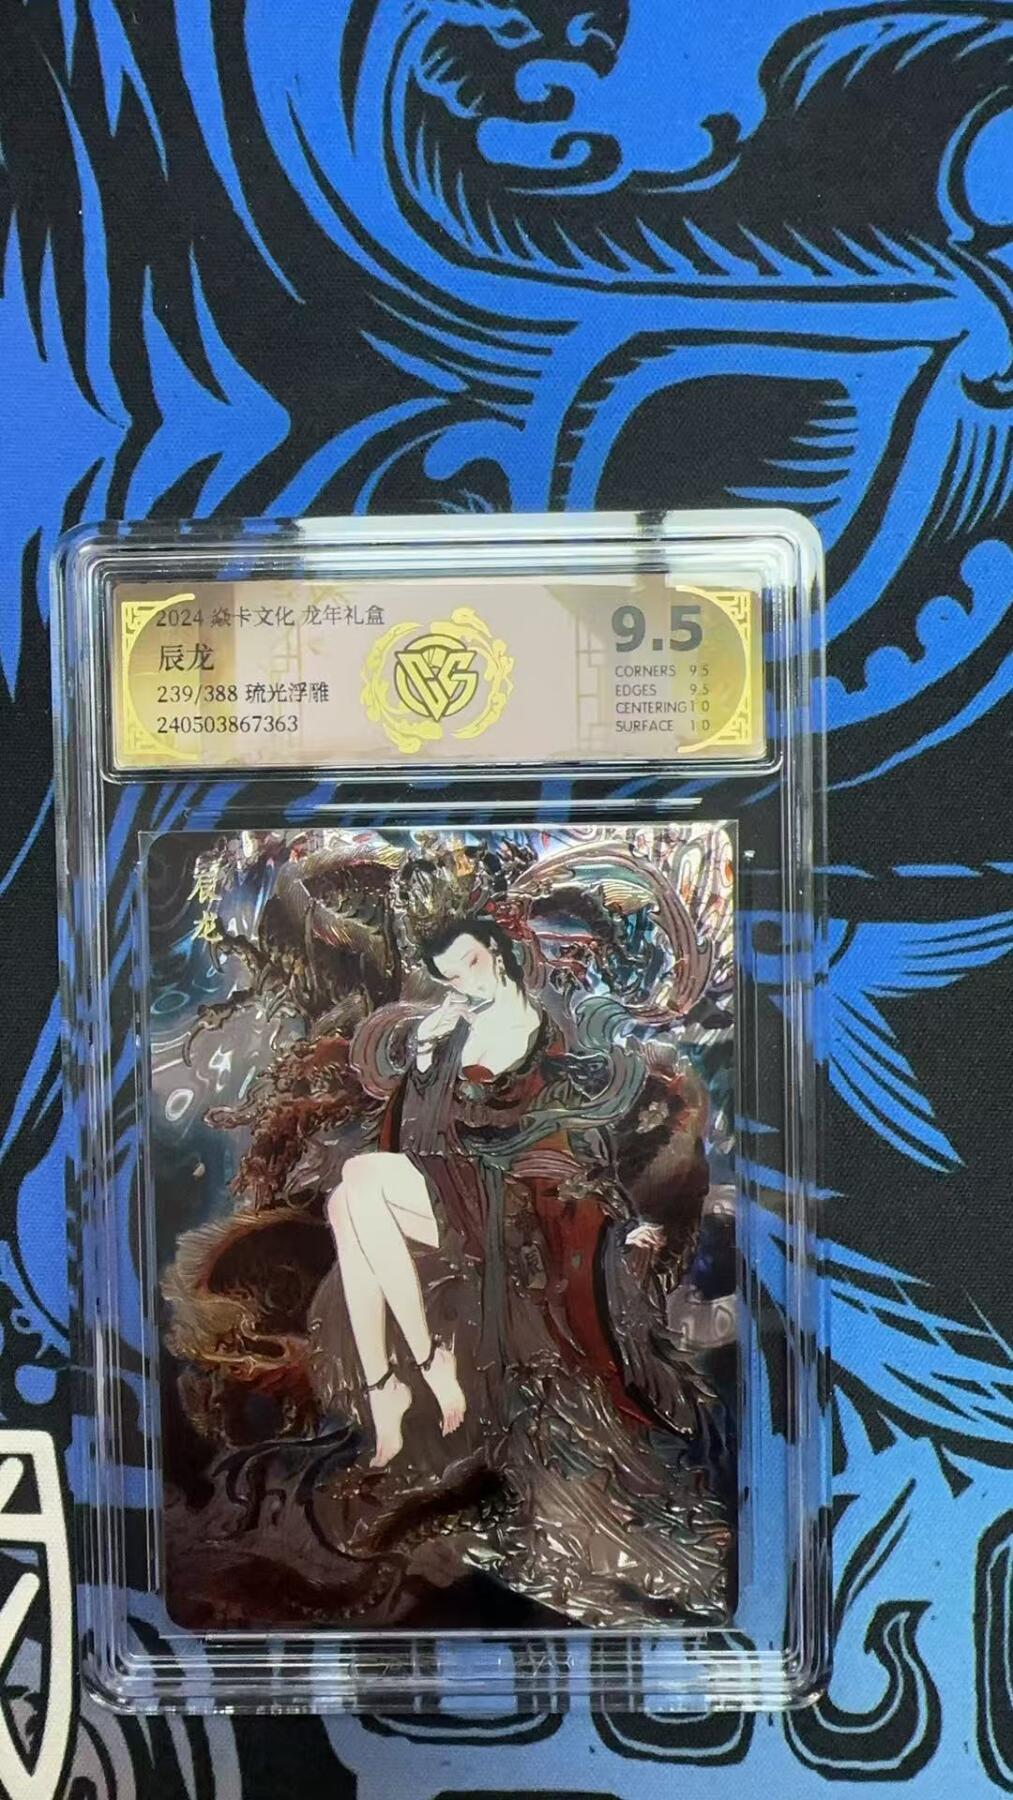 2024 焱卡文化 龙年礼盒
辰龙
239/388 琉光浮雕
240503867363
9.5
CORNERS 9.5
EDGES 9.5
CENTERING 10
SURFACE 10
辰龙